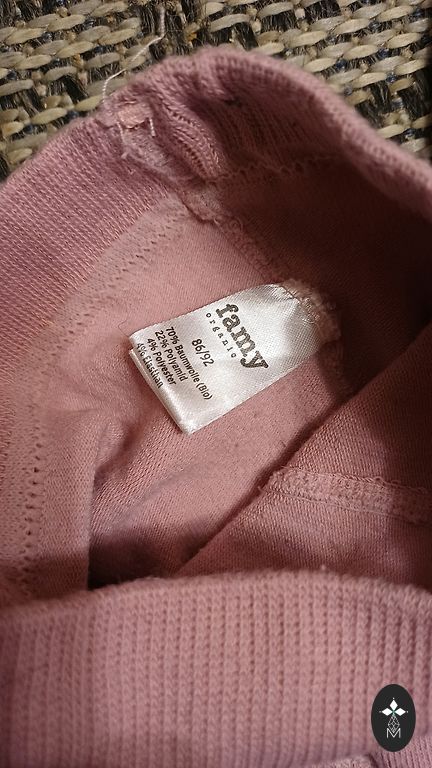 famy
organic
86/92
70% Baumwolle (Bio)
22% Polyamid
4% Polyester
4% Elasthan
M